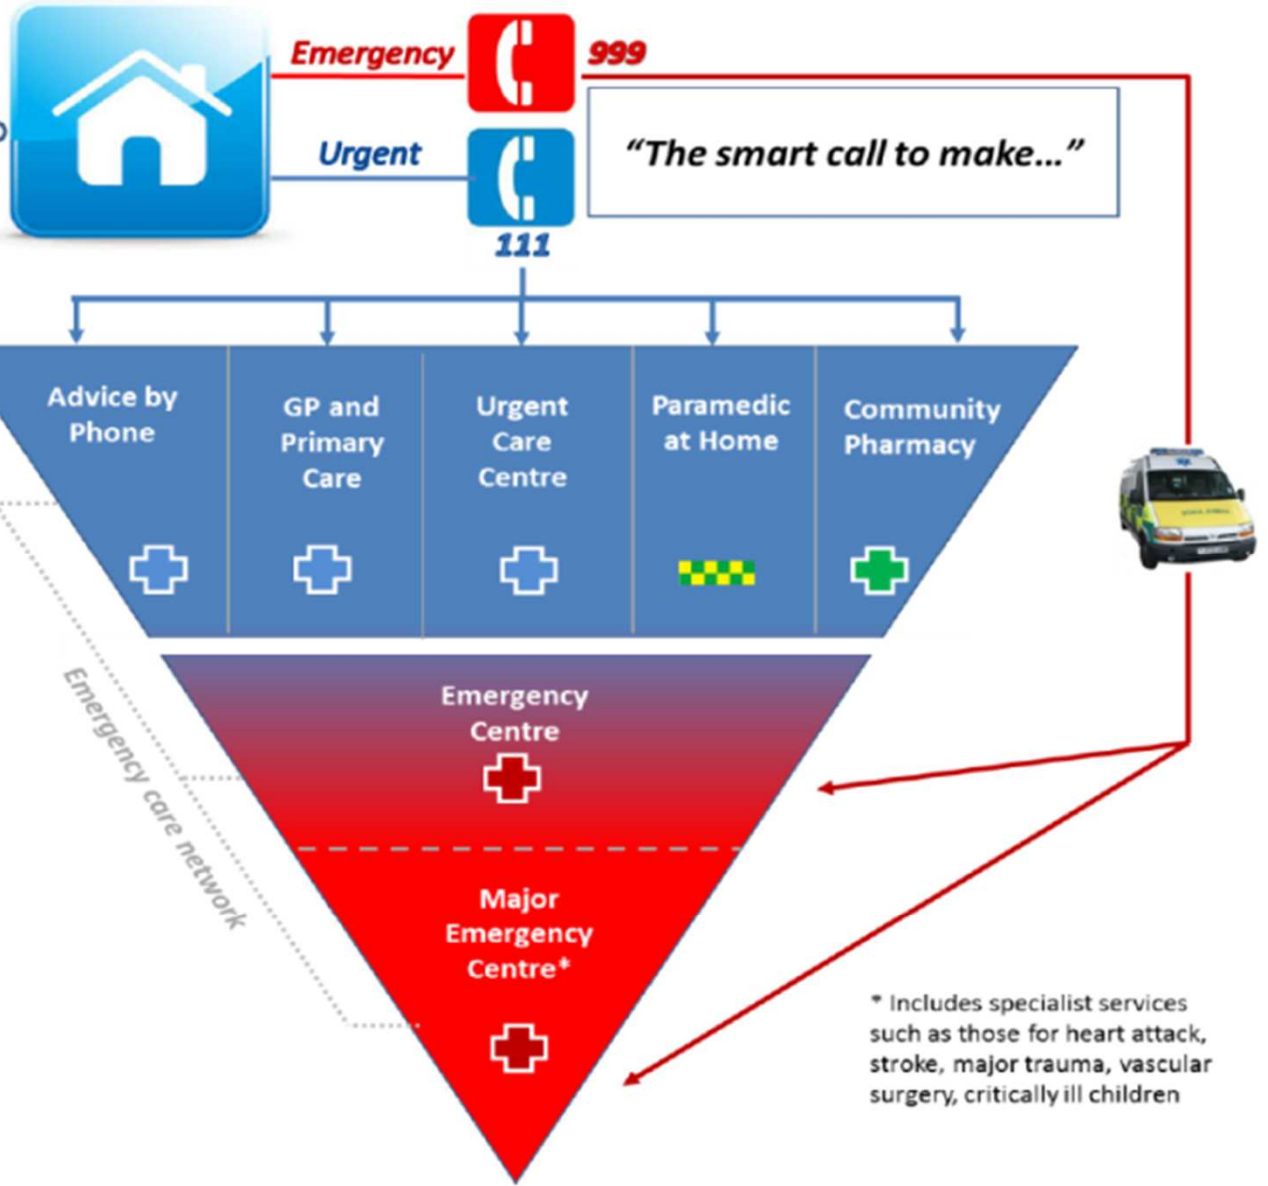 Emergency
999
Urgent
"The smart call to make..."
111
Advice by
Phone
GP and
Primary
Care
Urgent
Care
Centre
Paramedic
at Home
Community
Pharmacy
Emergency
Centre
Emergency care network
Major
Emergency
Centre*
* Includes specialist services
such as those for heart attack,
stroke, major trauma, vascular
surgery, critically ill children